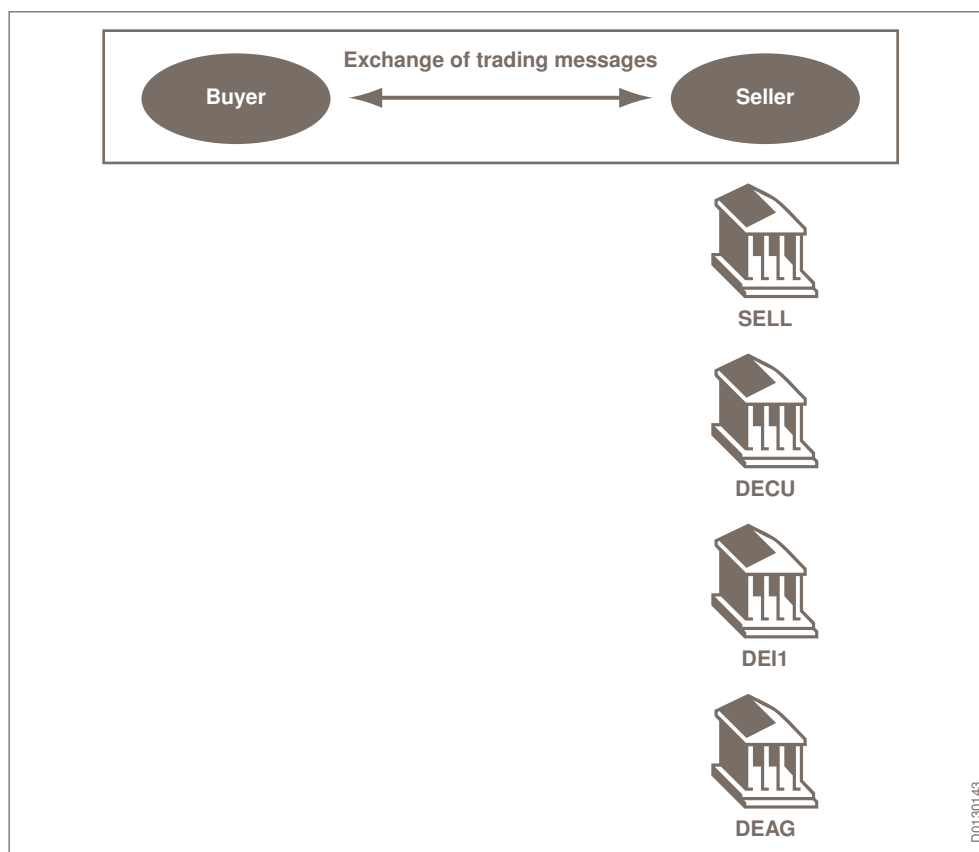 Exchange of trading messages
Buyer
Seller
SELL
DECU
DEI1
DEAG
D0130143